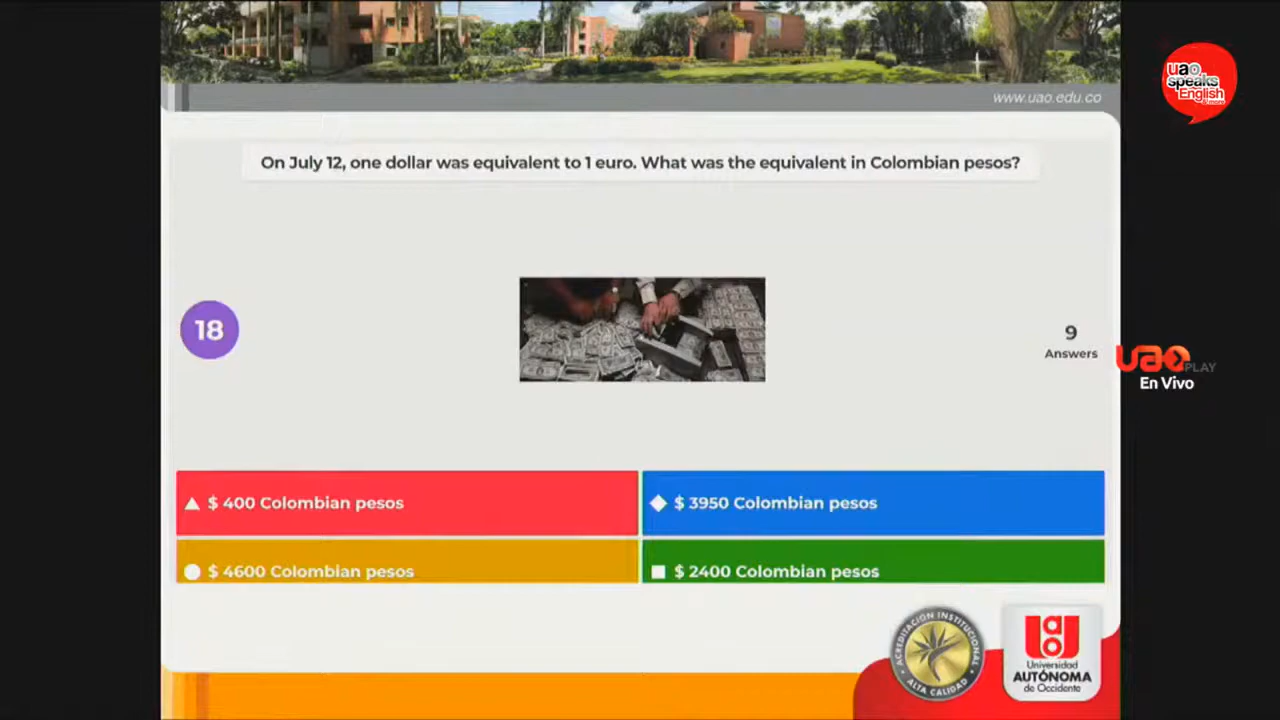 www.uao.edu.co
uao
speaks
English
& more
On July 12, one dollar was equivalent to 1 euro. What was the equivalent in Colombian pesos?
18
9
Answers
uao PLAY
En Vivo
$ 400 Colombian pesos
$ 3950 Colombian pesos
$ 4600 Colombian pesos
$ 2400 Colombian pesos
ACREDITACIÓN INSTITUCIONAL
ALTA CALIDAD
uao
Universidad
AUTÓNOMA
de Occidente